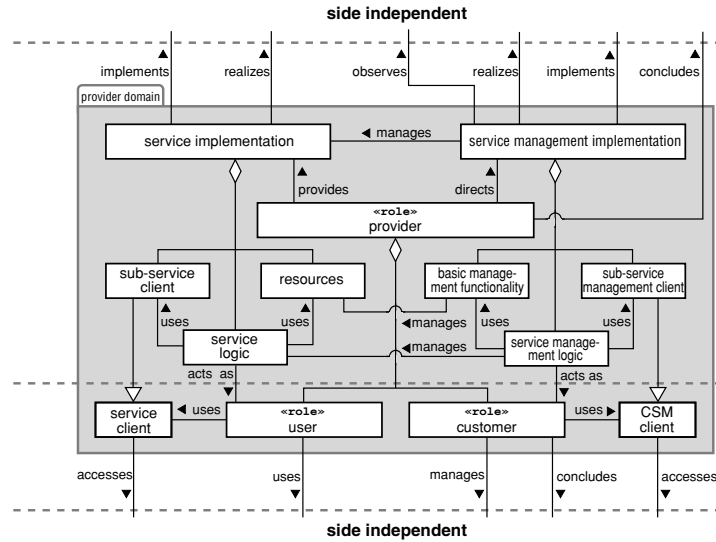 side independent
implements
realizes
observes
realizes
implements
concludes
provider domain
service implementation
manages
service management implementation
provides
directs
«role»
provider
sub-service
client
resources
basic manage-
ment functionality
sub-service
management client
uses
uses
manages
uses
uses
service
logic
manages
service manage-
ment logic
acts as
acts as
service
client
uses
«role»
user
«role»
customer
uses
CSM
client
accesses
uses
manages
concludes
accesses
side independent